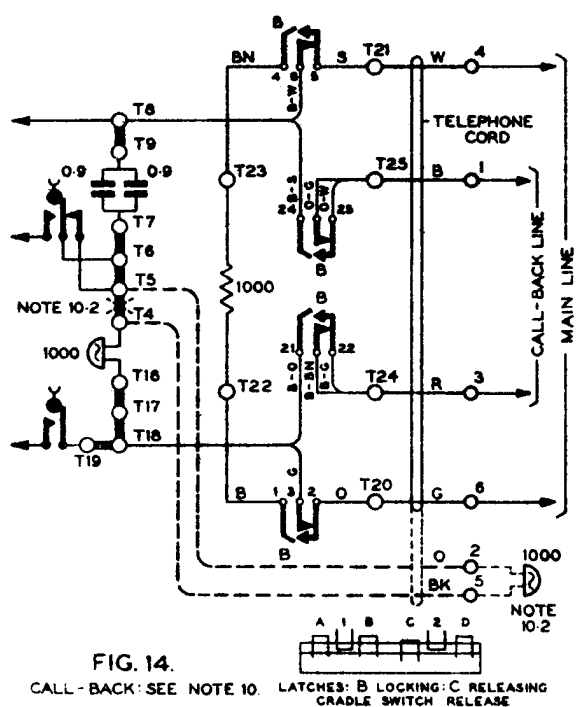 B
BN
4
6
5
S
T21
W
4
B-W
T8
T9
TELEPHONE
CORD
0·9
0·9
T23
T25
B
1
B-S
O-G
O-W
24
25
T7
T6
T5
NOTE 10·2
T4
B
1000
B
CALL-BACK LINE
MAIN LINE
1000
21
22
B-O
B-BN
B-G
T16
T22
T24
R
3
T17
T18
T19
G
B
1
3
2
O
T20
G
6
B
O
2
1000
BK
5
NOTE
10·2
A
1
B
C
2
D
FIG. 14.
CALL-BACK: SEE NOTE 10.
LATCHES: B LOCKING: C RELEASING
CRADLE SWITCH RELEASE